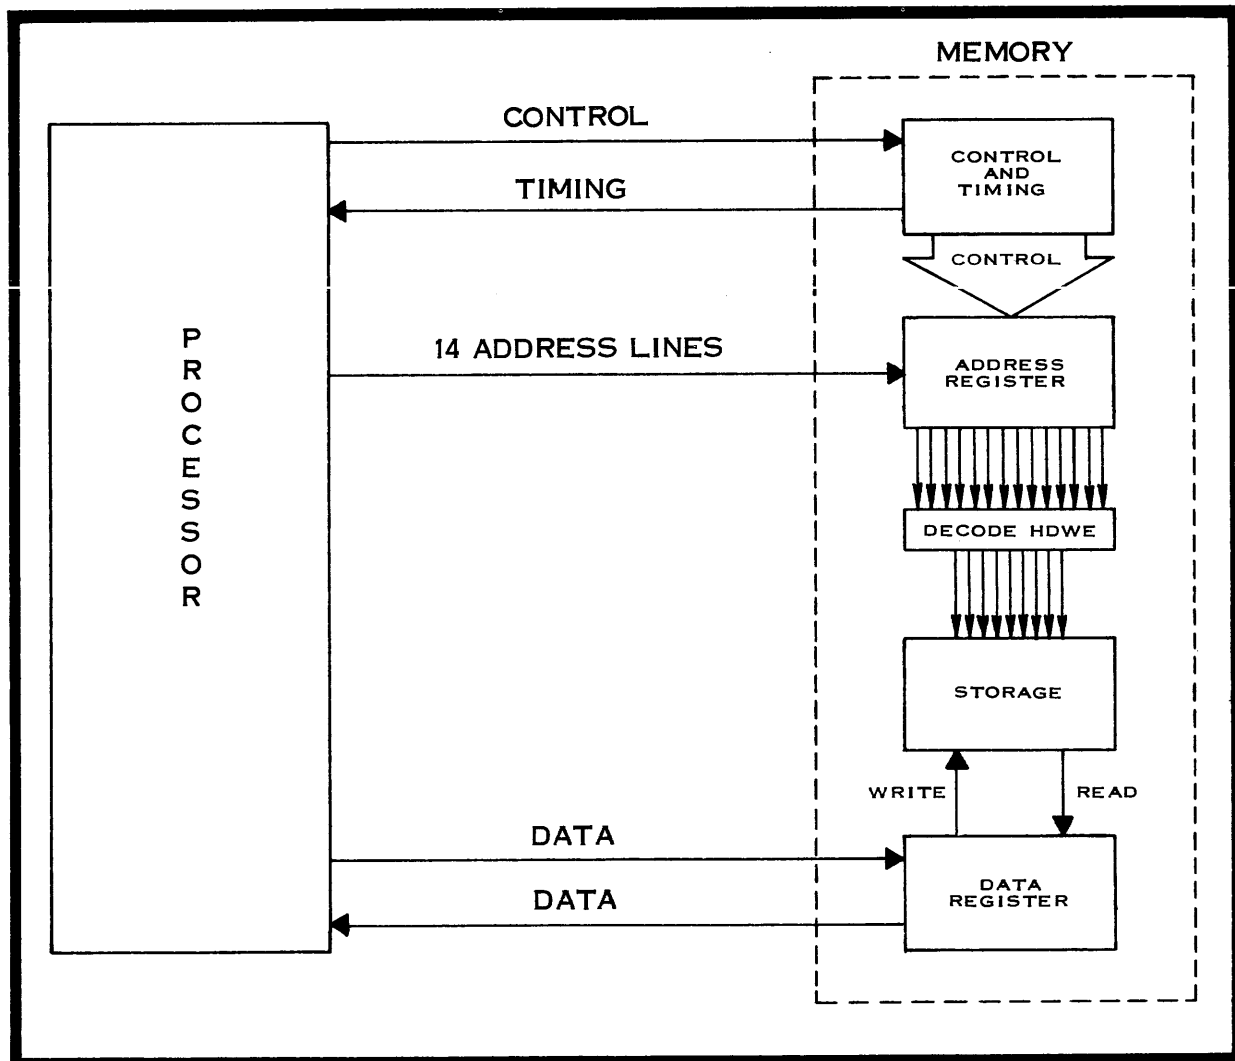 MEMORY
CONTROL
TIMING
CONTROL
AND
TIMING
CONTROL
PROCESSOR
14 ADDRESS LINES
ADDRESS
REGISTER
DECODE HDWE
STORAGE
WRITE
READ
DATA
DATA
DATA
REGISTER